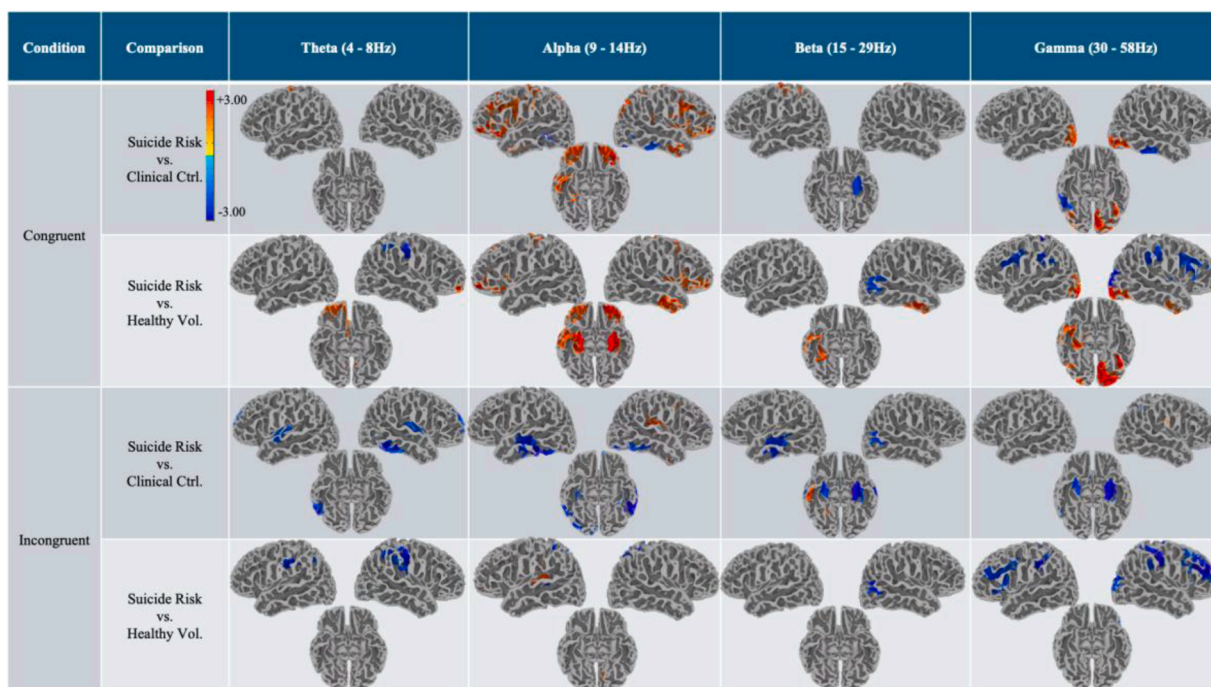 Condition
Comparison
Theta (4 - 8Hz)
Alpha (9 - 14Hz)
Beta (15 - 29Hz)
Gamma (30 - 58Hz)
Congruent
Suicide Risk
vs.
Clinical Ctrl.
+3.00
-3.00
Suicide Risk
vs.
Healthy Vol.
Incongruent
Suicide Risk
vs.
Clinical Ctrl.
Suicide Risk
vs.
Healthy Vol.